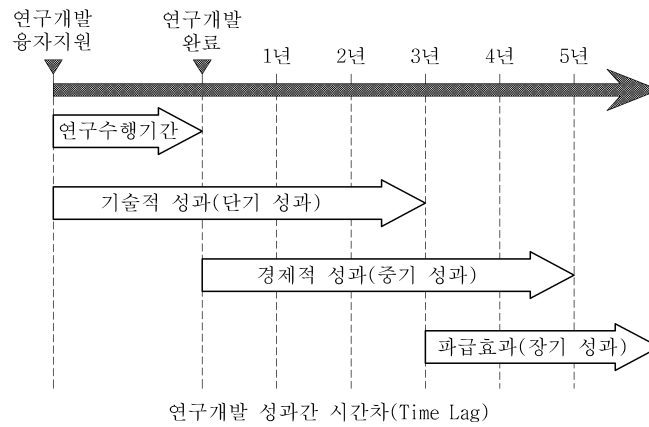 연구개발
융자지원
연구개발
완료
1년 2년 3년 4년 5년
연구수행기간
기술적 성과(단기 성과)
경제적 성과(중기 성과)
파급효과(장기 성과)
연구개발 성과간 시간차(Time Lag)